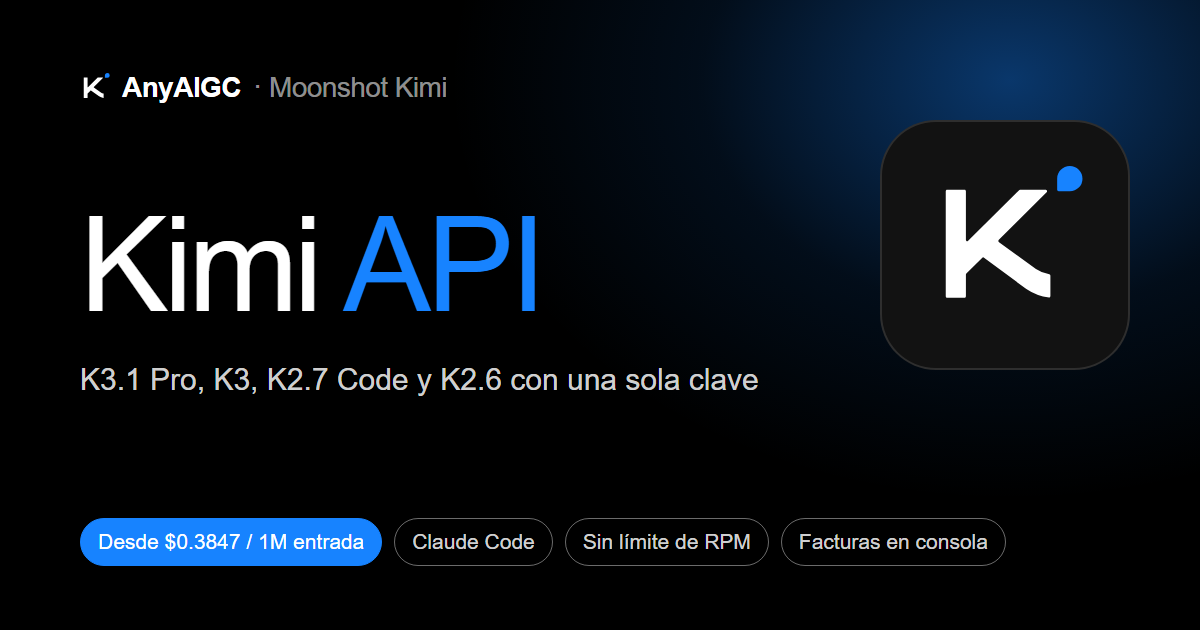 AnyAIGC · Moonshot Kimi
Kimi API
K3.1 Pro, K3, K2.7 Code y K2.6 con una sola clave
Desde $0.3847 / 1M entrada
Claude Code
Sin límite de RPM
Facturas en consola